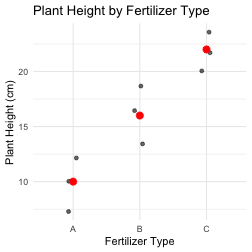 Plant Height by Fertilizer Type
Plant Height (cm)
20
15
10
A B C
Fertilizer Type